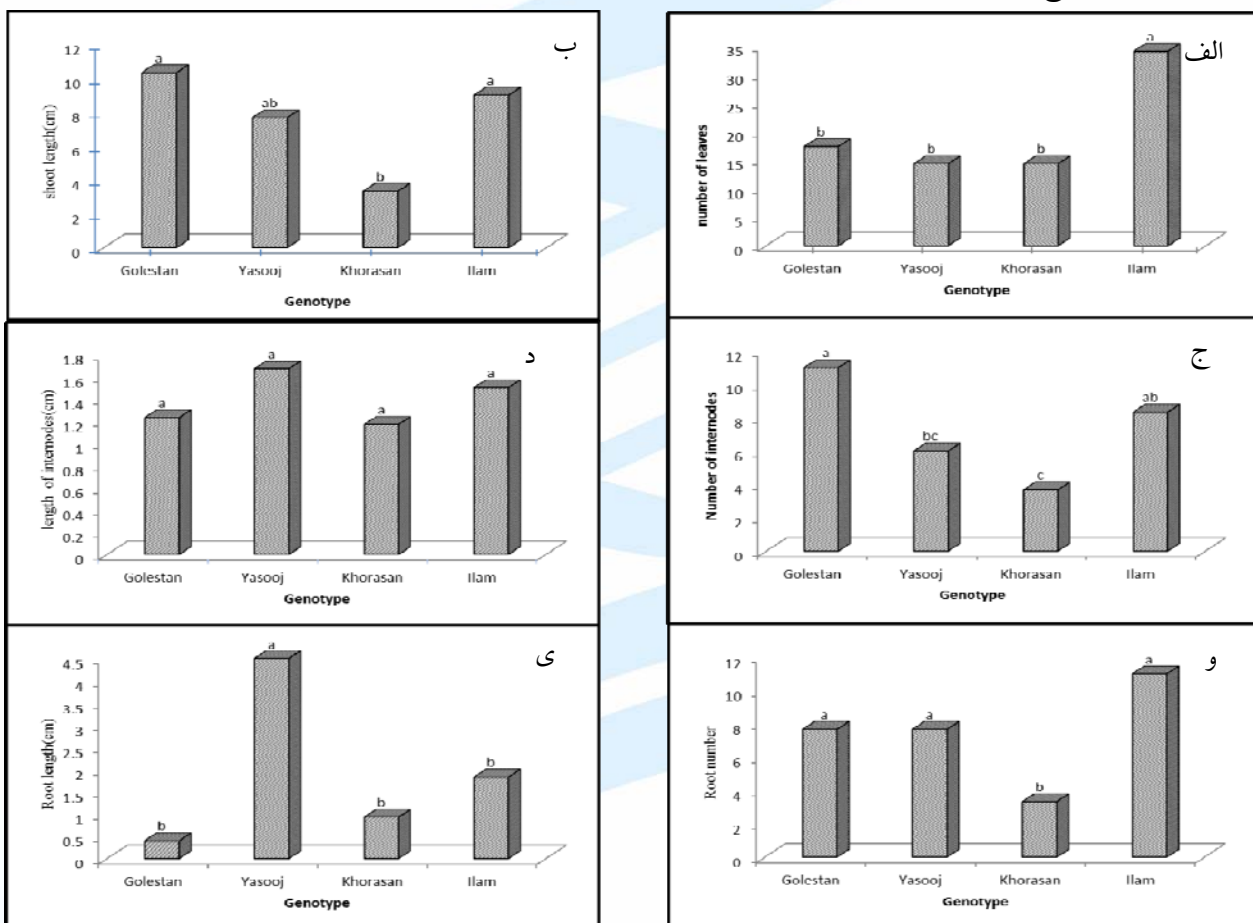 الف
number of leaves
35
30
25
20
15
10
5
0
b
b
b
a
Golestan
Yasooj
Khorasan
Ilam
Genotype
ب
shoot length(cm)
12
10
8
6
4
2
0
a
ab
b
a
Golestan
Yasooj
Khorasan
Ilam
Genotype
ج
Number of internodes
12
10
8
6
4
2
0
a
bc
c
ab
Golestan
Yasooj
Khorasan
Ilam
Genotype
د
length of internodes(cm)
1.8
1.6
1.4
1.2
1
0.8
0.6
0.4
0.2
0
a
a
a
a
Golestan
Yasooj
Khorasan
Ilam
Genotype
و
Root number
12
10
8
6
4
2
0
a
a
b
a
Golestan
Yasooj
Khorasan
Ilam
Genotype
ی
Root length(cm)
4.5
4
3.5
3
2.5
2
1.5
1
0.5
0
b
a
b
b
Golestan
Yasooj
Khorasan
Ilam
Genotype